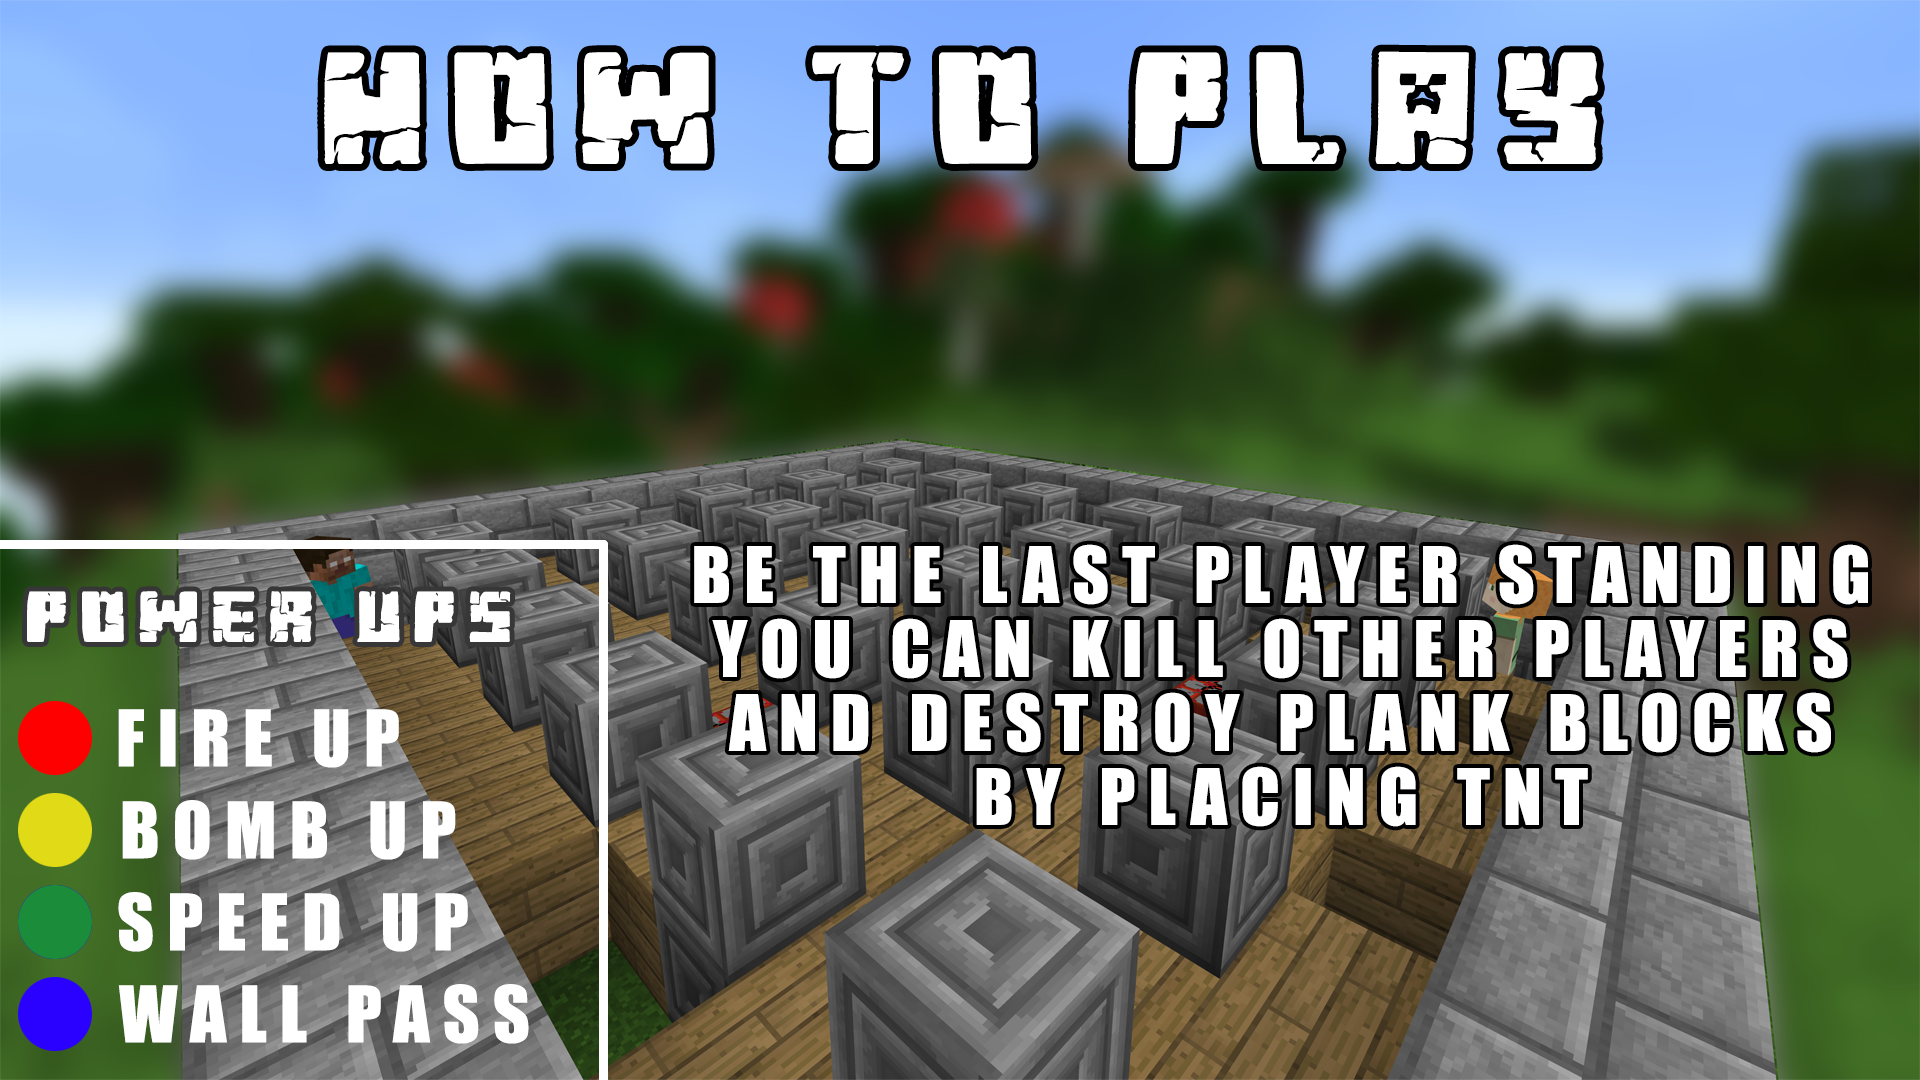 HOW TO PLAY
BE THE LAST PLAYER STANDING
YOU CAN KILL OTHER PLAYERS
AND DESTROY PLANK BLOCKS
BY PLACING TNT
POWER UPS
FIRE UP
BOMB UP
SPEED UP
WALL PASS